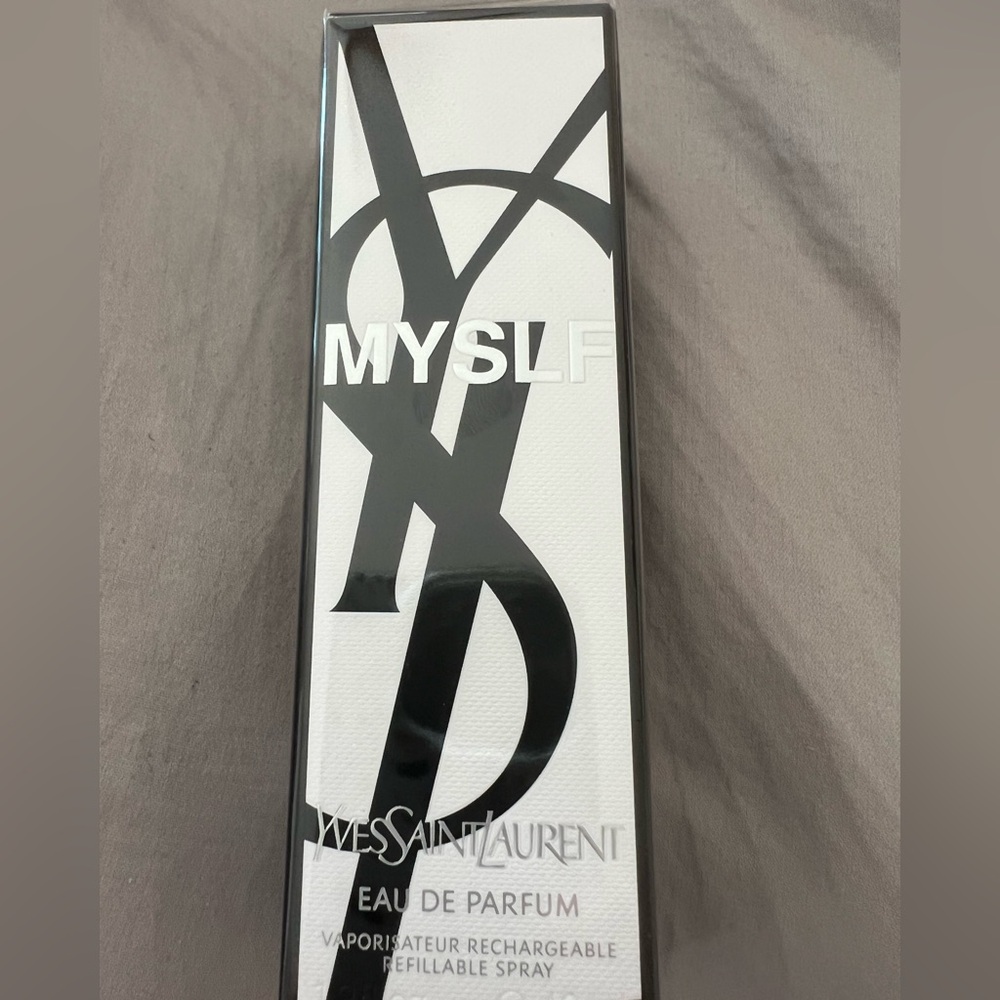 MYSLF
YVESSAINTLAURENT
EAU DE PARFUM
VAPORISATEUR RECHARGEABLE
REFILLABLE SPRAY